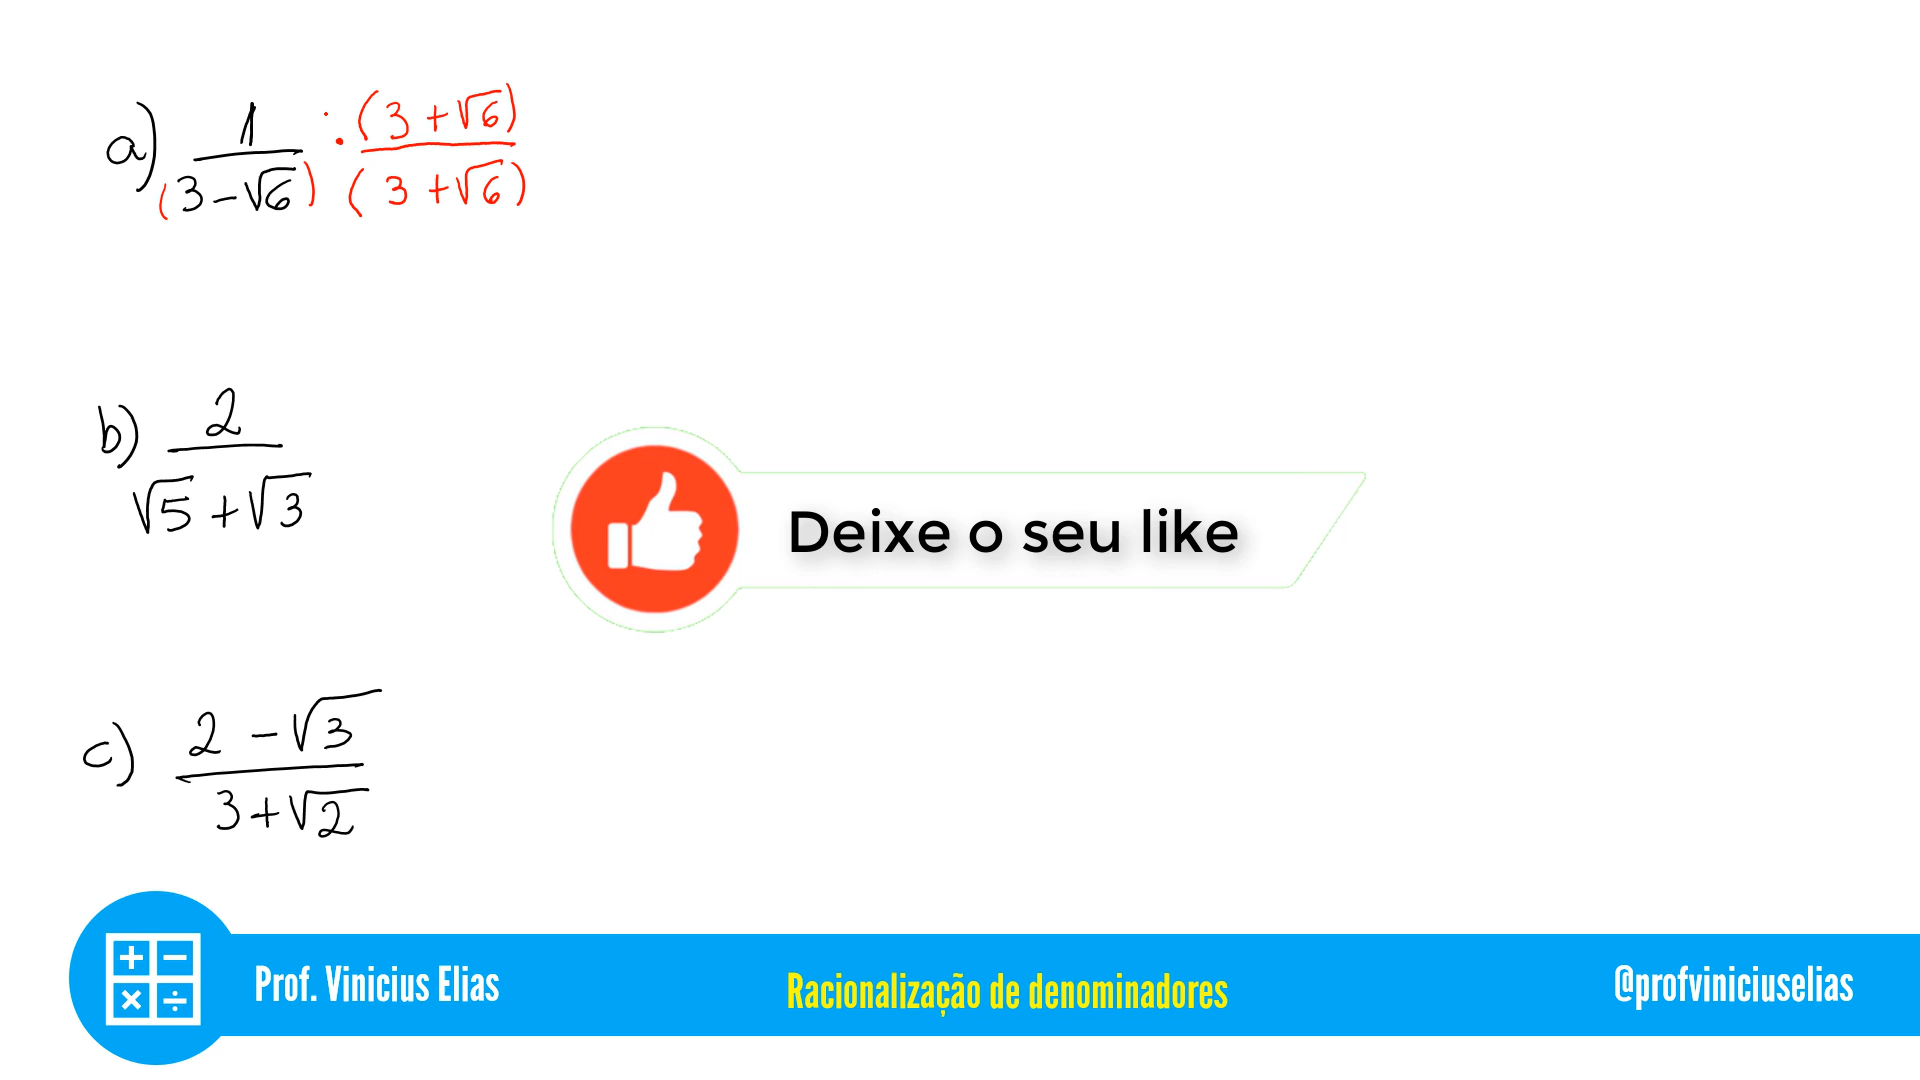 a) 1/(3-√6) · (3+√6)/(3+√6)
b) 2/√5+√3
c) 2-√3/3+√2
Deixe o seu like
Prof. Vinicius Elias
Racionalização de denominadores
@profviniciuselias